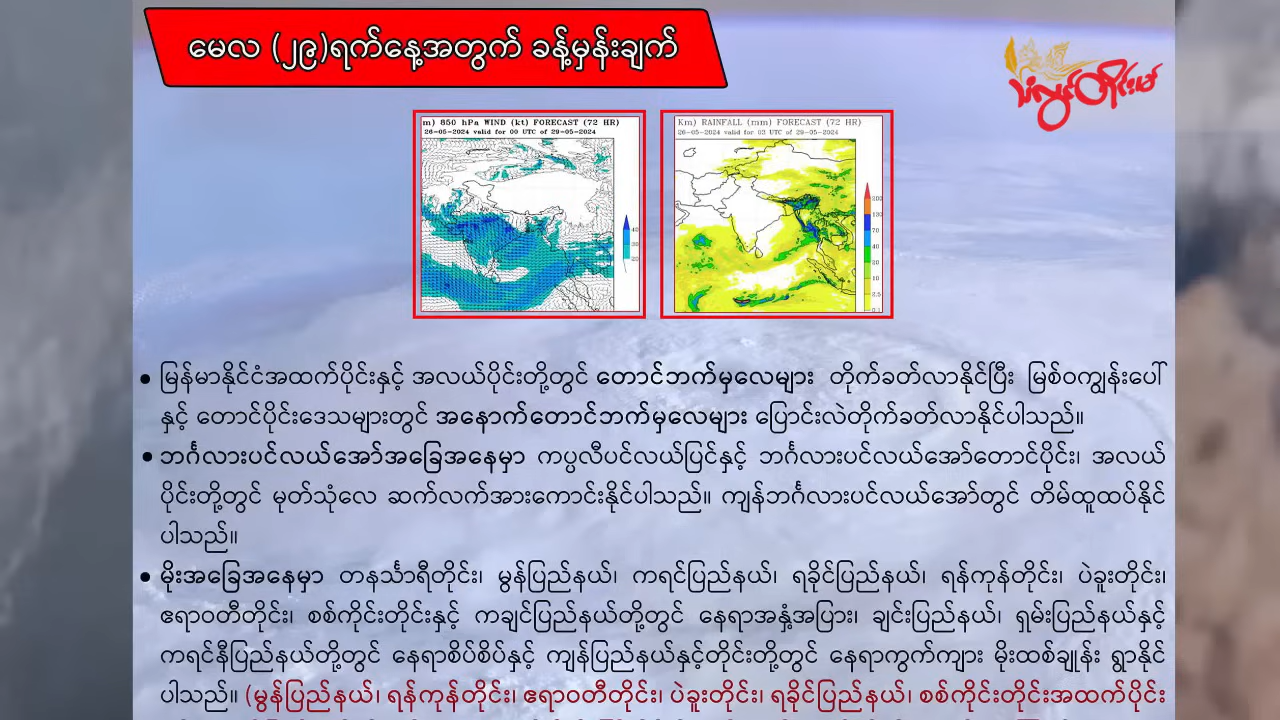 မေလ (၂၉)ရက်နေ့အတွက် ခန့်မှန်းချက်
m) 850 hPa WIND (kt) FORECAST (72 HR)
26-05-2024 valid for 00 UTC of 29-05-2024
40
30
20
Km) RAINFALL (mm) FORECAST (72 HR)
26-05-2024 valid for 03 UTC of 29-05-2024
200
130
70
40
20
10
2.5
0.1
● မြန်မာနိုင်ငံအထက်ပိုင်းနှင့် အလယ်ပိုင်းတို့တွင် တောင်ဘက်မှလေများ တိုက်ခတ်လာနိုင်ပြီး မြစ်ဝကျွန်းပေါ်
နှင့် တောင်ပိုင်းဒေသများတွင် အနောက်တောင်ဘက်မှလေများ ပြောင်းလဲတိုက်ခတ်လာနိုင်ပါသည်။
● ဘင်္ဂလားပင်လယ်အော်အခြေအနေမှာ ကပ္ပလီပင်လယ်ပြင်နှင့် ဘင်္ဂလားပင်လယ်အော်တောင်ပိုင်း၊ အလယ်
ပိုင်းတို့တွင် မုတ်သုံလေ ဆက်လက်အားကောင်းနိုင်ပါသည်။ ကျန်ဘင်္ဂလားပင်လယ်အော်တွင် တိမ်ထူထပ်နိုင်
ပါသည်။
● မိုးအခြေအနေမှာ တနင်္သာရီတိုင်း၊ မွန်ပြည်နယ်၊ ကရင်ပြည်နယ်၊ ရခိုင်ပြည်နယ်၊ ရန်ကုန်တိုင်း၊ ပဲခူးတိုင်း၊
ဧရာဝတီတိုင်း၊ စစ်ကိုင်းတိုင်းနှင့် ကချင်ပြည်နယ်တို့တွင် နေရာအနှံ့အပြား၊ ချင်းပြည်နယ်၊ ရှမ်းပြည်နယ်နှင့်
ကရင်နီပြည်နယ်တို့တွင် နေရာစိပ်စိပ်နှင့် ကျန်ပြည်နယ်နှင့်တိုင်းတို့တွင် နေရာကွက်ကျား မိုးထစ်ချုန်း ရွာနိုင်
ပါသည်။ (မွန်ပြည်နယ်၊ ရန်ကုန်တိုင်း၊ ဧရာဝတီတိုင်း၊ ပဲခူးတိုင်း၊ ရခိုင်ပြည်နယ်၊ စစ်ကိုင်းတိုင်းအထက်ပိုင်း